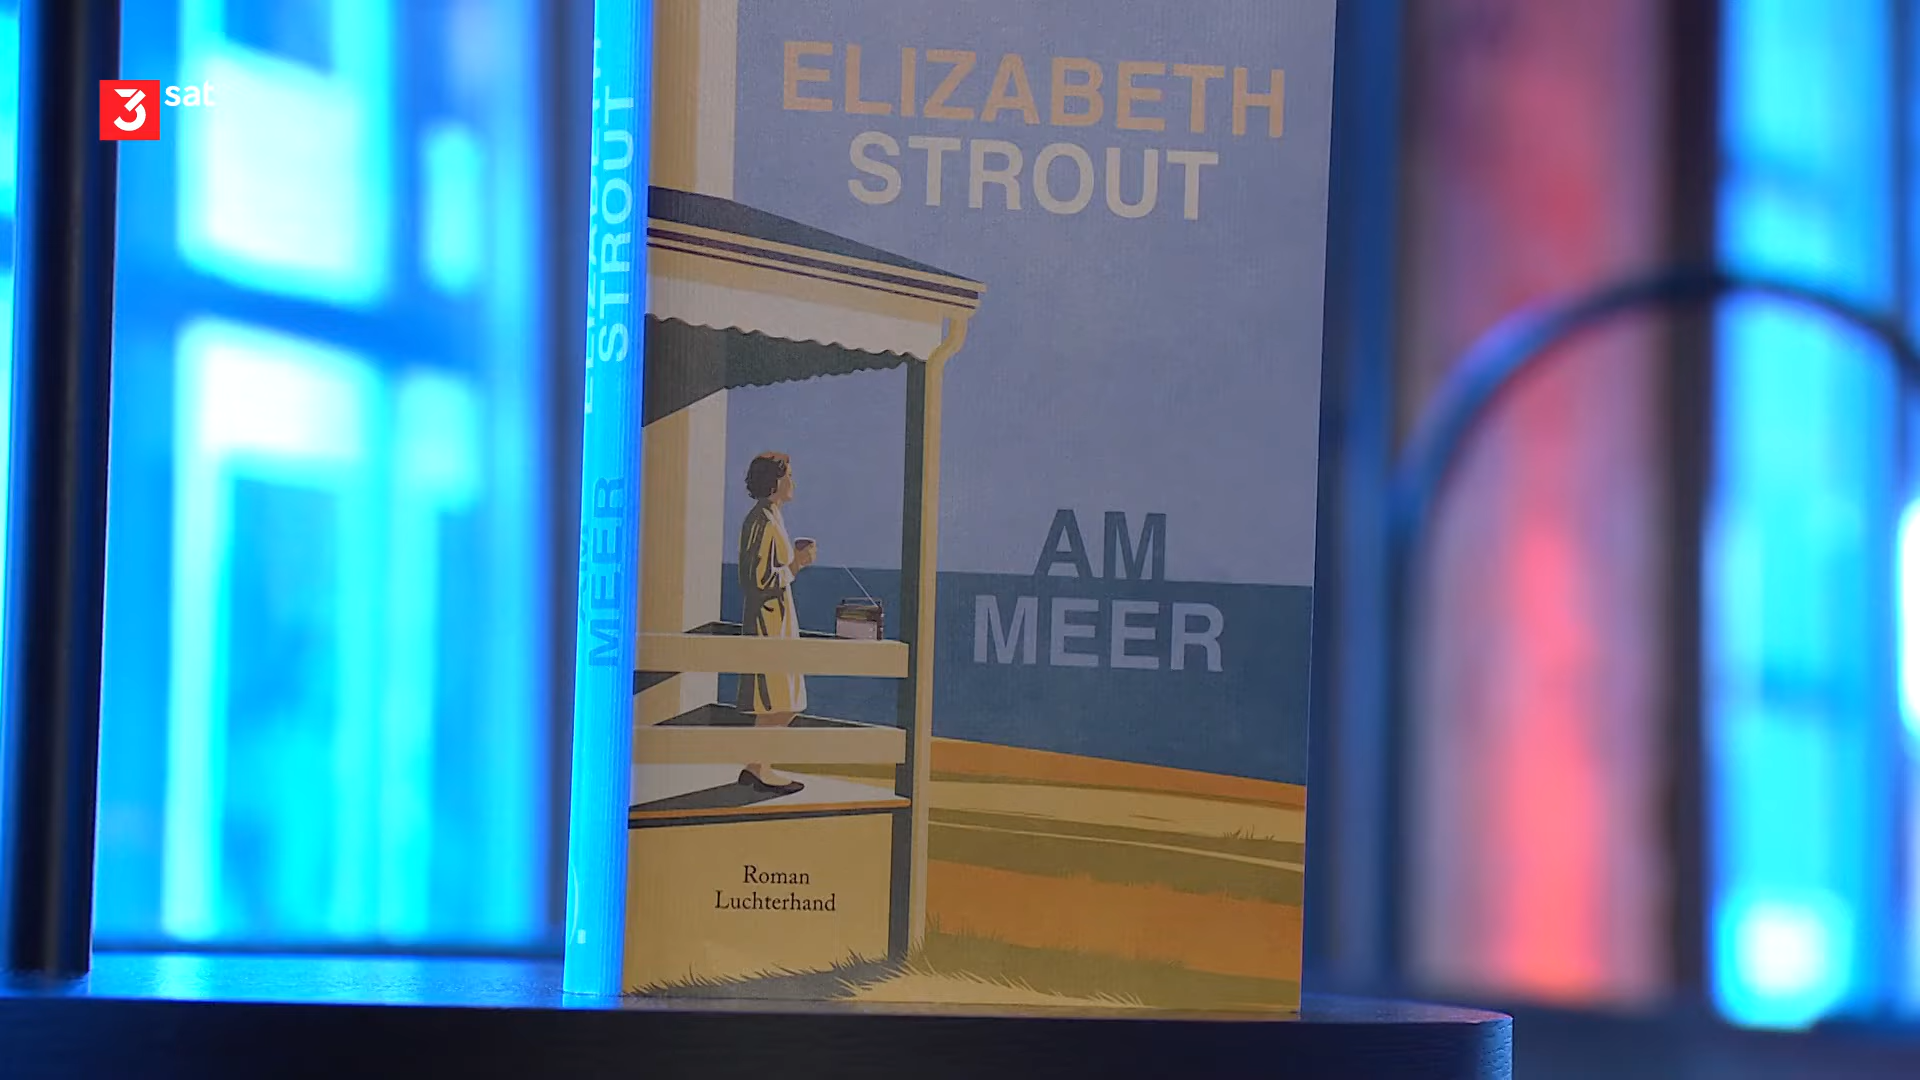 3sat
ELIZABETH
STROUT
AM
MEER
Roman
Luchterhand
STROUT
MEER